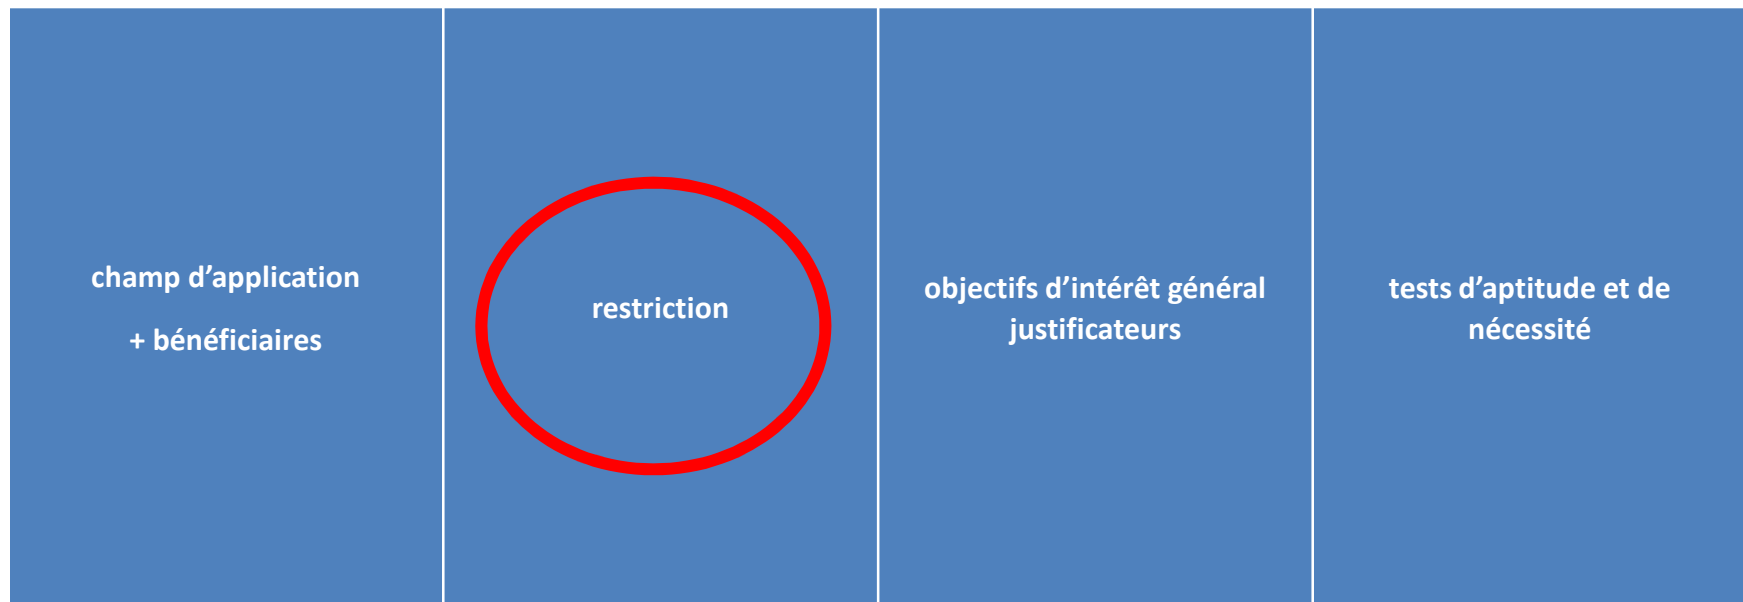 champ d’application
+ bénéficiaires
restriction
objectifs d’intérêt général
justificateurs
tests d’aptitude et de
nécessité